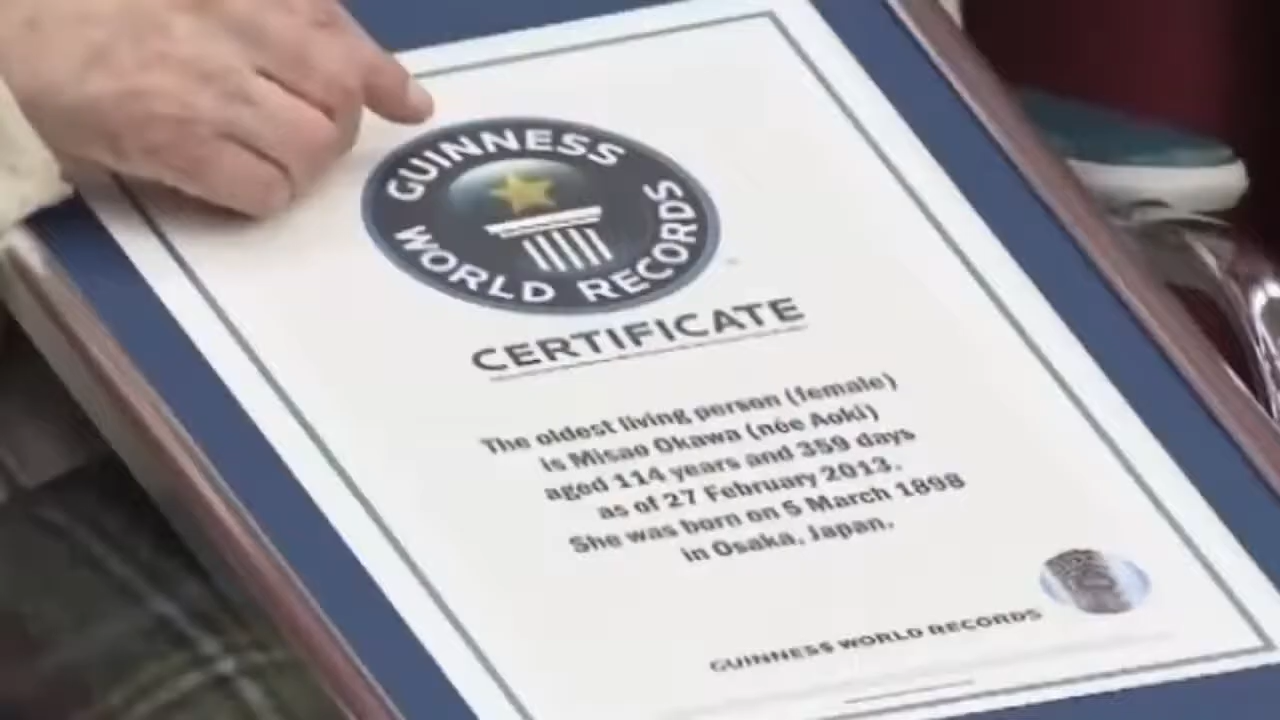 GUINNESS
WORLD RECORDS
CERTIFICATE
The oldest living person (female)
is Misao Okawa (née Aoki)
aged 114 years and 359 days
as of 27 February 2013.
She was born on 5 March 1898
in Osaka, Japan.
GUINNESS WORLD RECORDS